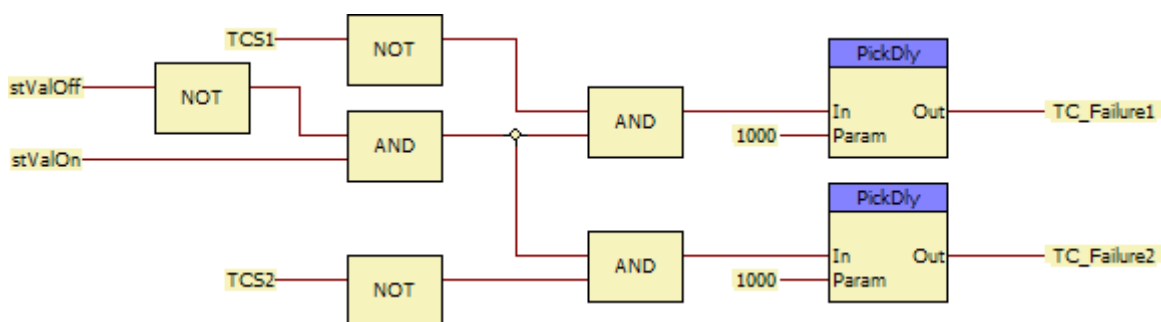 TCS1
NOT
PickDly
stValOff
NOT
In
Out
TC_Failure1
AND
1000
Param
AND
stValOn
PickDly
AND
In
Out
TC_Failure2
TCS2
NOT
1000
Param